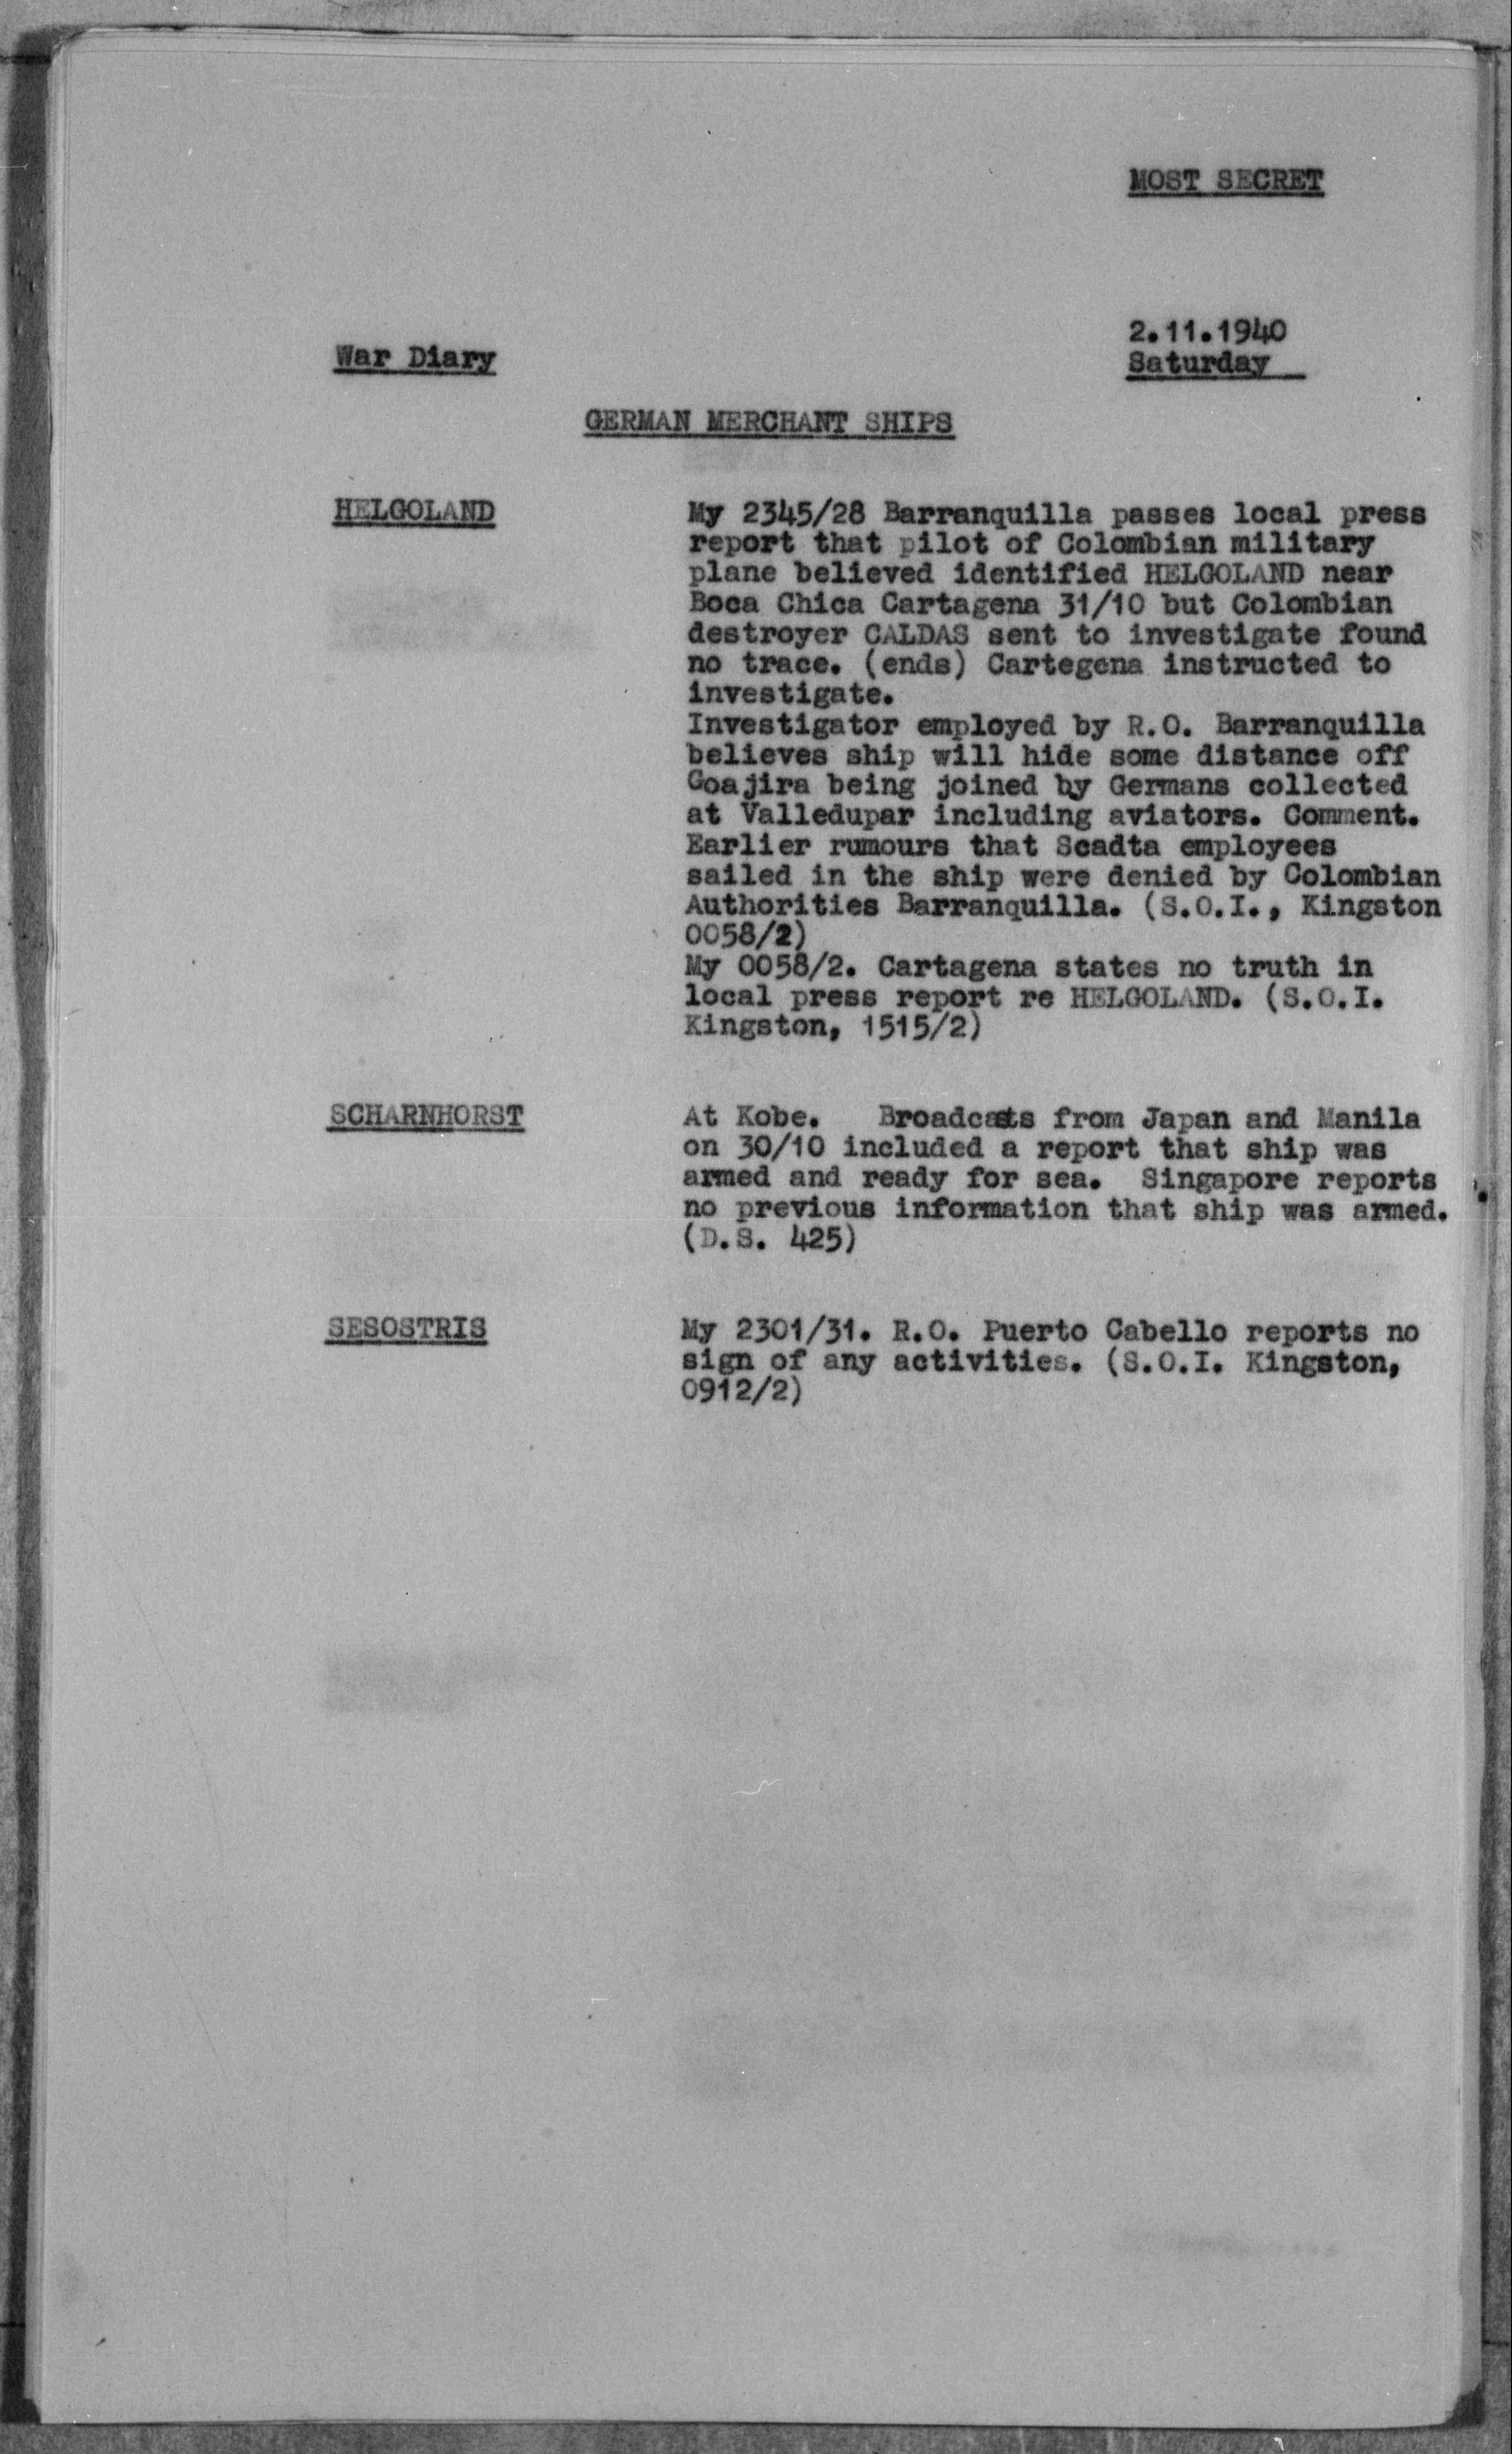 MOST SECRET
2.11.1940
War Diary
Saturday
GERMAN MERCHANT SHIPS
HELGOLAND
My 2345/28 Barranquilla passes local press
report that pilot of Colombian military
plane believed identified HELGOLAND near
Boca Chica Cartagena 31/10 but Colombian
destroyer CALDAS sent to investigate found
no trace. (ends) Cartegena instructed to
investigate.
Investigator employed by R.O. Barranquilla
believes ship will hide some distance off
Goajira being joined by Germans collected
at Valledupar including aviators. Comment.
Earlier rumours that Scadta employees
sailed in the ship were denied by Colombian
Authorities Barranquilla. (S.O.I., Kingston
0058/2)
My 0058/2. Cartagena states no truth in
local press report re HELGOLAND. (S.O.I.
Kingston, 1515/2)
SCHARNHORST
At Kobe. Broadcasts from Japan and Manila
on 30/10 included a report that ship was
armed and ready for sea. Singapore reports
no previous information that ship was armed.
(D.S. 425)
SESOSTRIS
My 2301/31. R.O. Puerto Cabello reports no
sign of any activities. (S.O.I. Kingston,
0912/2)